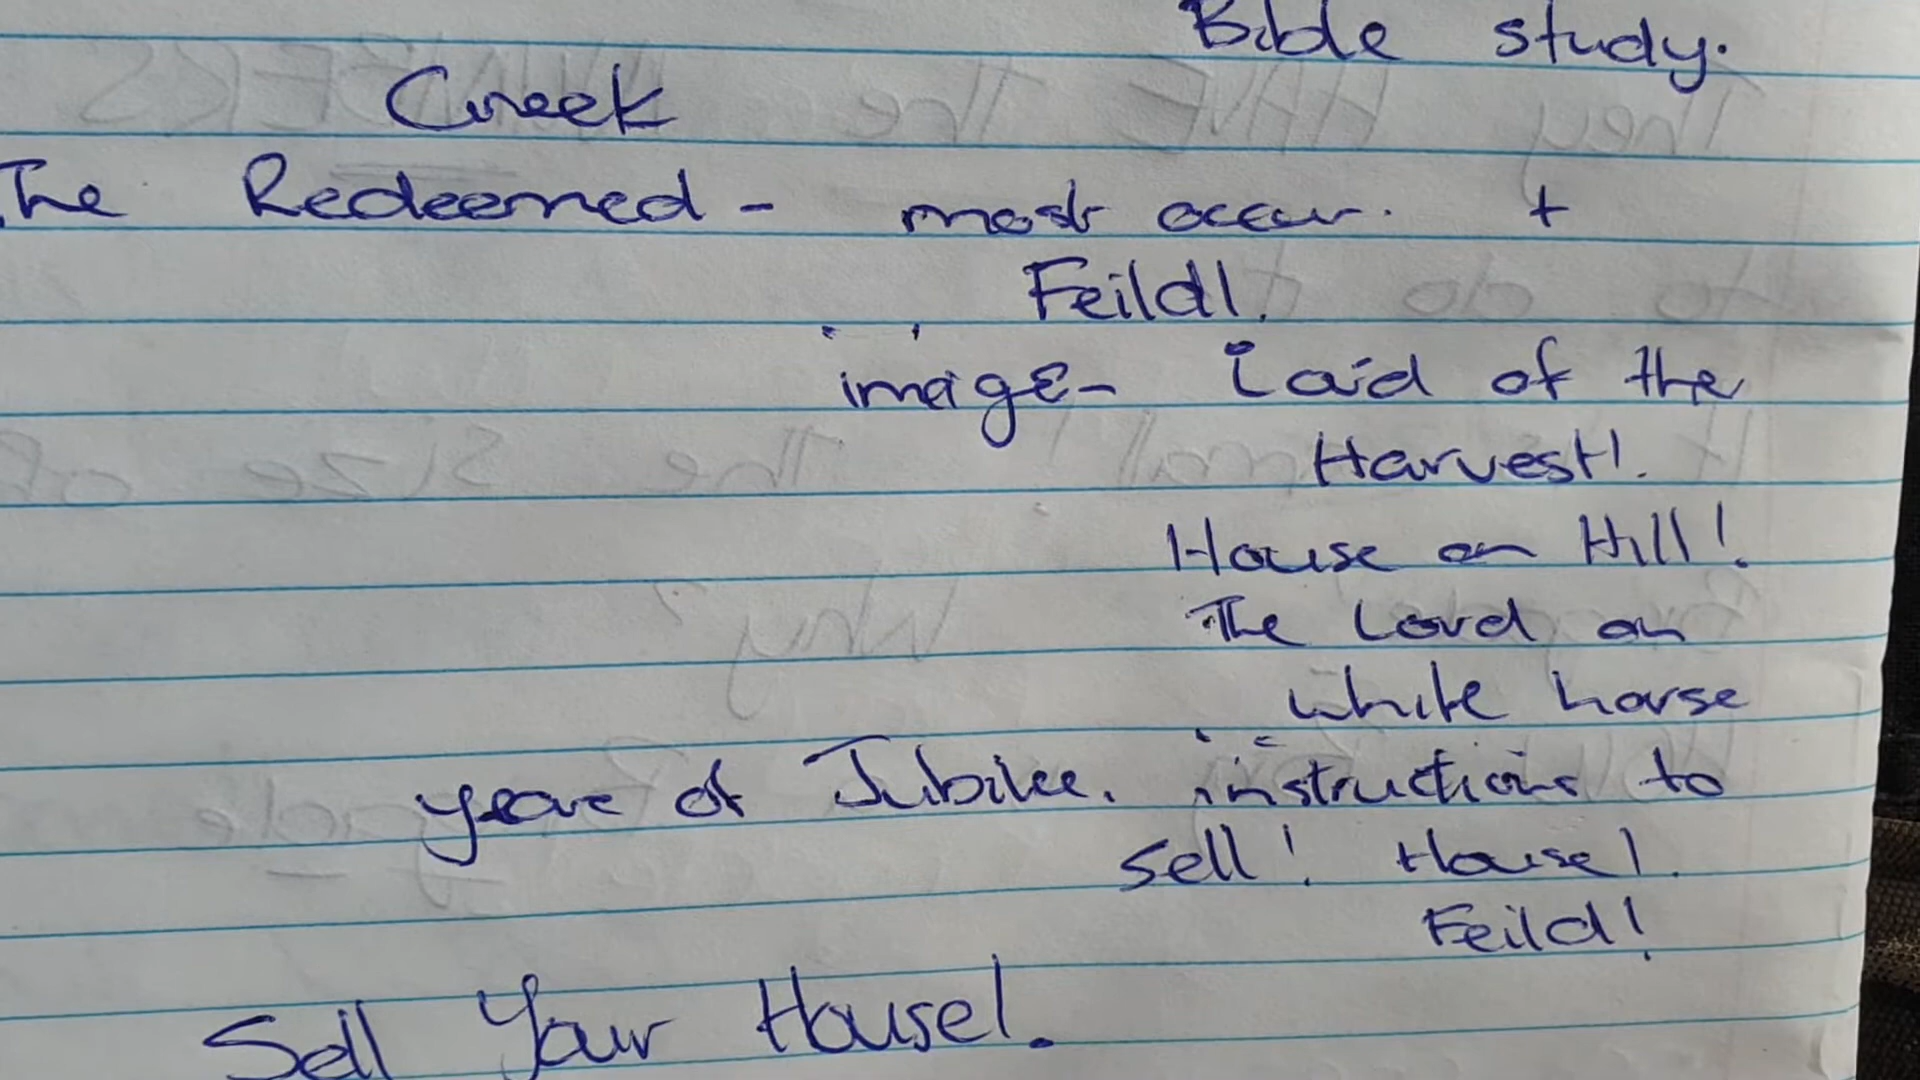 Bible study.
Greek
The Redeemed - most occur. +
Feild!.
image- Laid of the
Harvest!.
House on Hill!.
The Lord on
white horse
year of Jubilee. instructions to
sell! House!.
Feild!.
Sell Your House!.